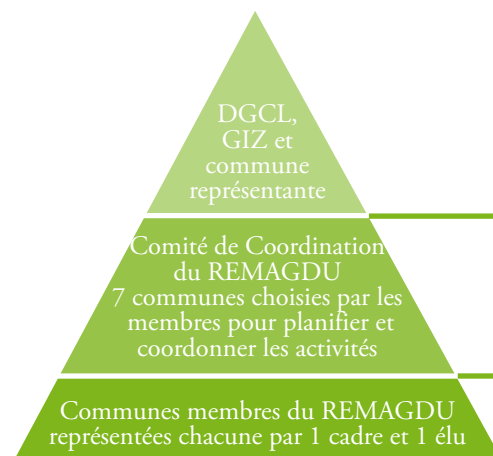 DGCL,
GIZ et
commune
représentante
Comité de Coordination
du REMAGDU
7 communes choisies par les
membres pour planifier et
coordonner les activités
Communes membres du REMAGDU
représentées chacune par 1 cadre et 1 élu